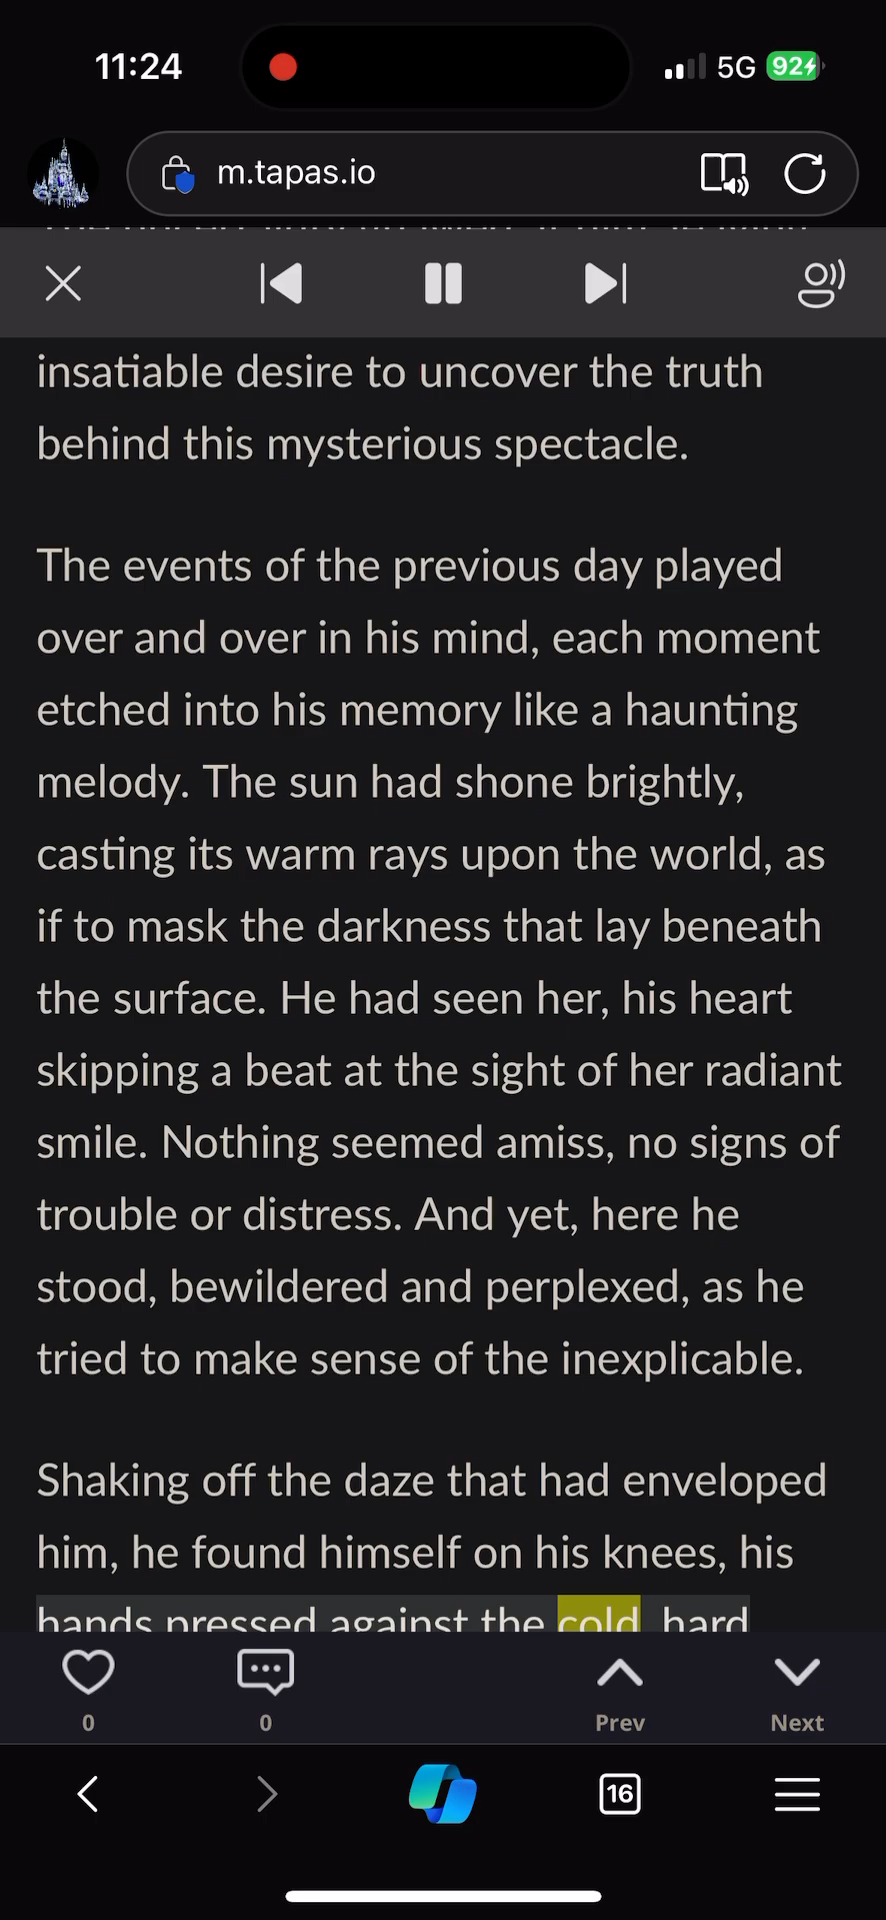 11:24
5G
92
m.tapas.io
insatiable desire to uncover the truth
behind this mysterious spectacle.
The events of the previous day played
over and over in his mind, each moment
etched into his memory like a haunting
melody. The sun had shone brightly,
casting its warm rays upon the world, as
if to mask the darkness that lay beneath
the surface. He had seen her, his heart
skipping a beat at the sight of her radiant
smile. Nothing seemed amiss, no signs of
trouble or distress. And yet, here he
stood, bewildered and perplexed, as he
tried to make sense of the inexplicable.
Shaking off the daze that had enveloped
him, he found himself on his knees, his
hands pressed against the cold, hard
0
0
Prev
Next
16